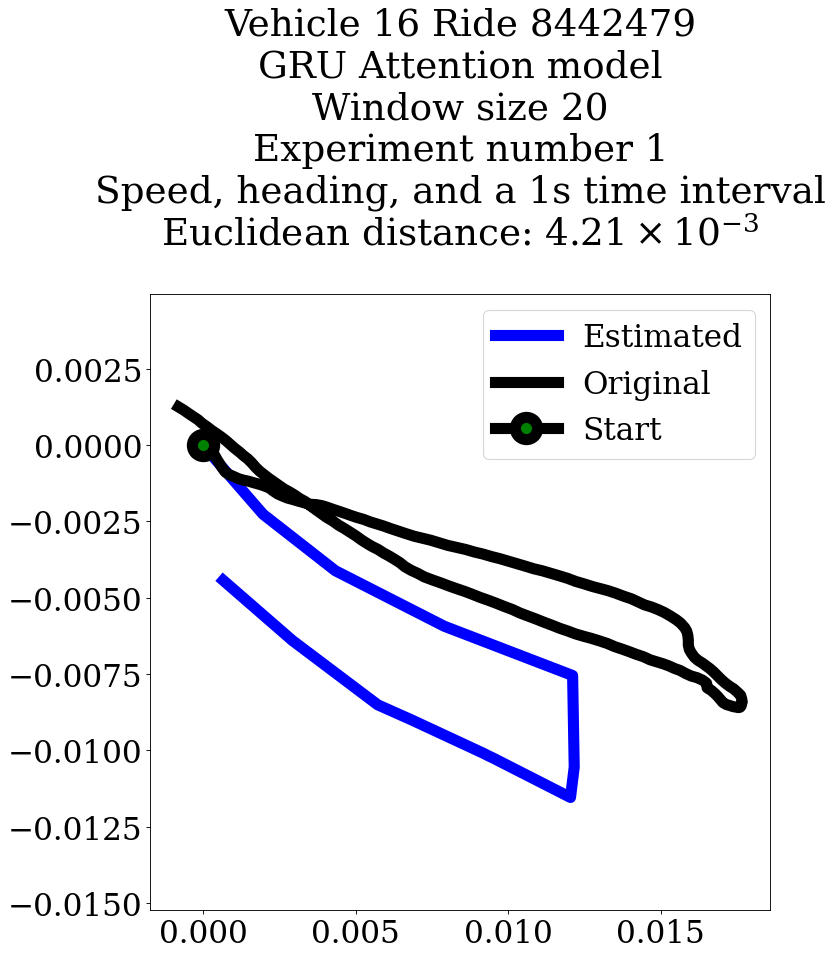 Vehicle 16 Ride 8442479
GRU Attention model
Window size 20
Experiment number 1
Speed, heading, and a 1s time interval
Euclidean distance: 4.21 × 10⁻³
Estimated
Original
Start
0.0025
0.0000
−0.0025
−0.0050
−0.0075
−0.0100
−0.0125
−0.0150
0.000 0.005 0.010 0.015